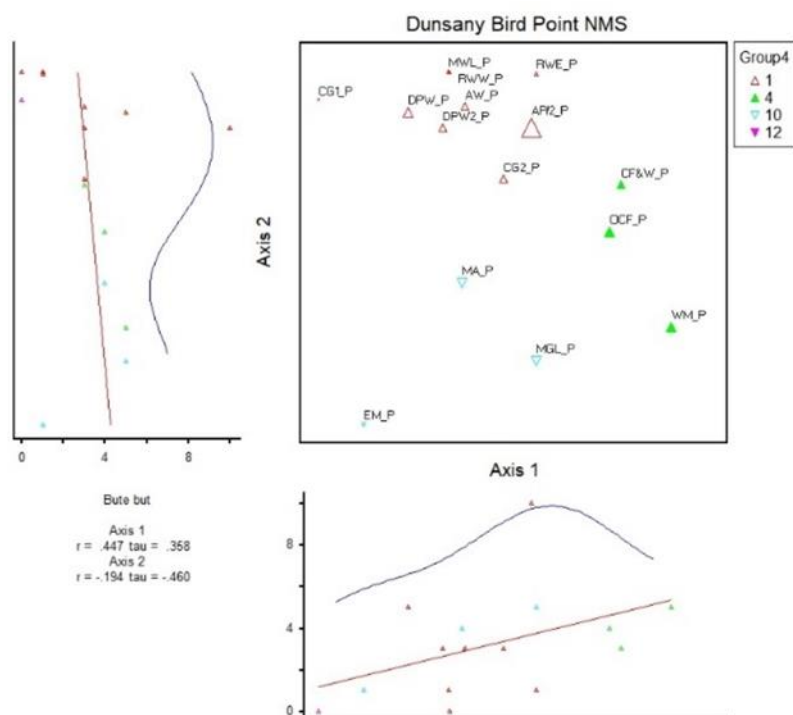 Dunsany Bird Point NMS
Group4
1
4
10
12
MWL_P
RWE_P
RWW_P
CG1_P
DPW_P
AW_P
DPW2_P
APf2_P
CG2_P
CF&W_P
OCF_P
MA_P
WM_P
MGL_P
EM_P
Axis 2
0 4 8
Axis 1
Bute but
Axis 1
r = .447 tau = .358
Axis 2
r = -.194 tau = -.460
8
4
0